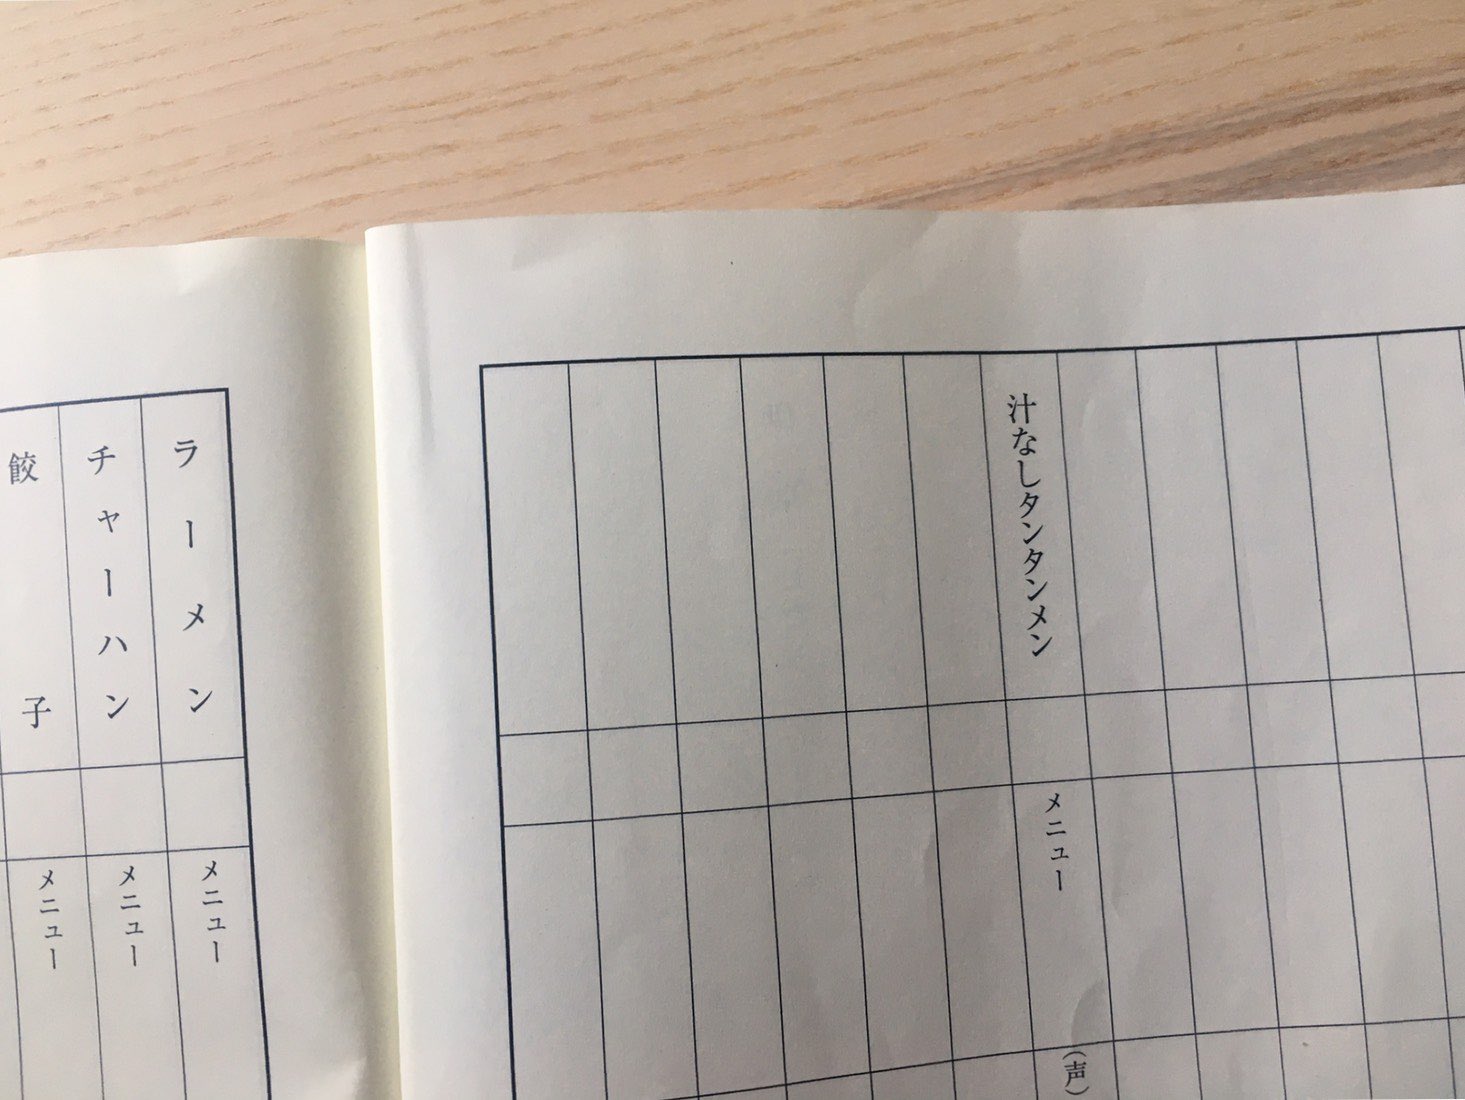 汁なしタンタンメン
メニュー
（声）
ラーメン
メニュー
チャーハン
メニュー
餃子
メニュー